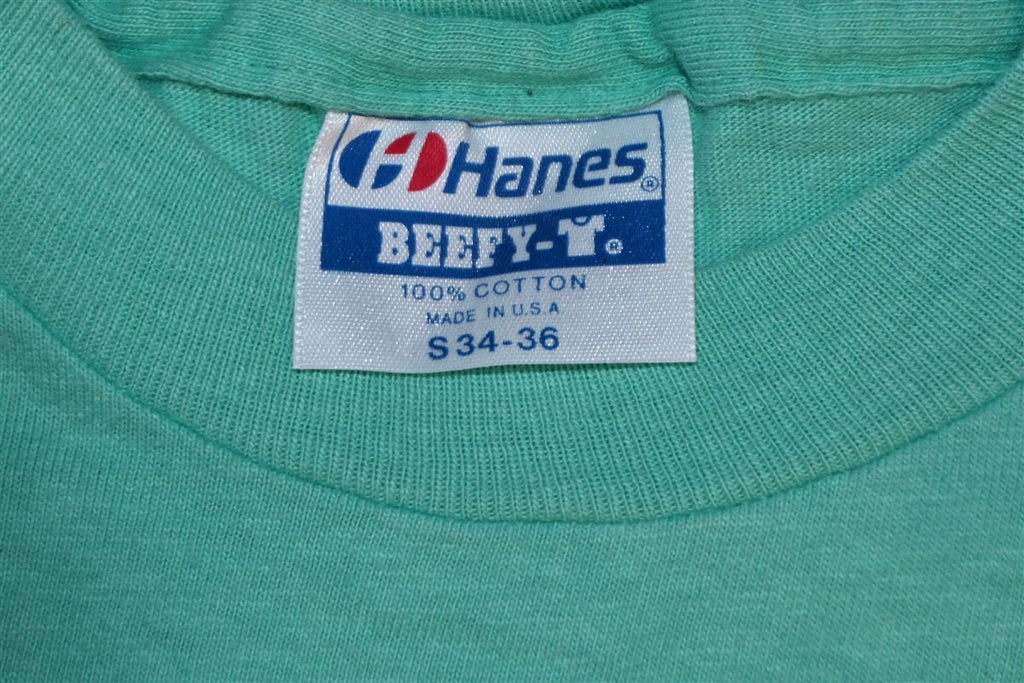 Hanes®
BEEFY-T®
100% COTTON
MADE IN U.S.A
S 34-36